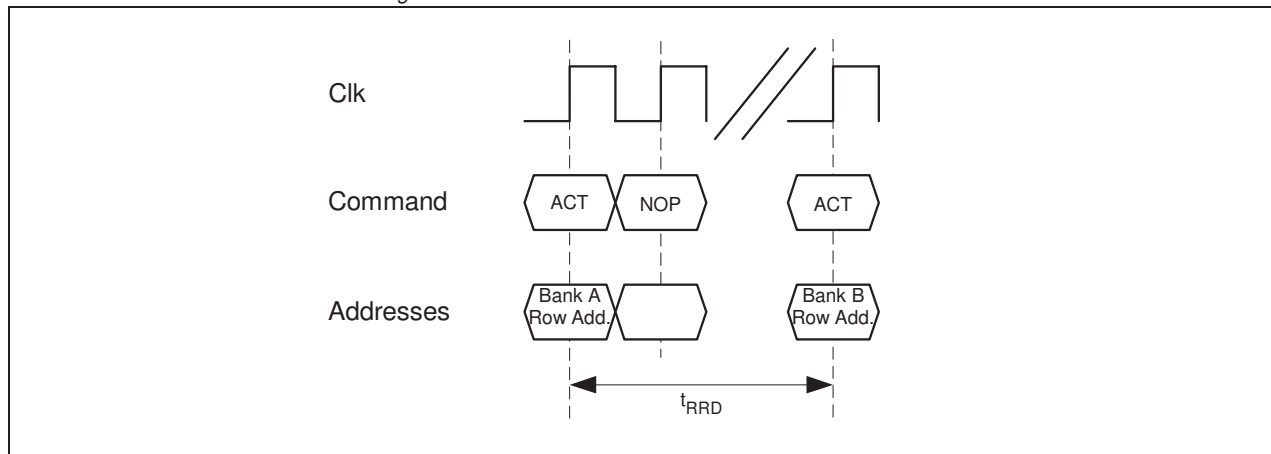 Clk
Command
ACT
NOP
ACT
Addresses
Bank A
Row Add.
Bank B
Row Add.
tRRD